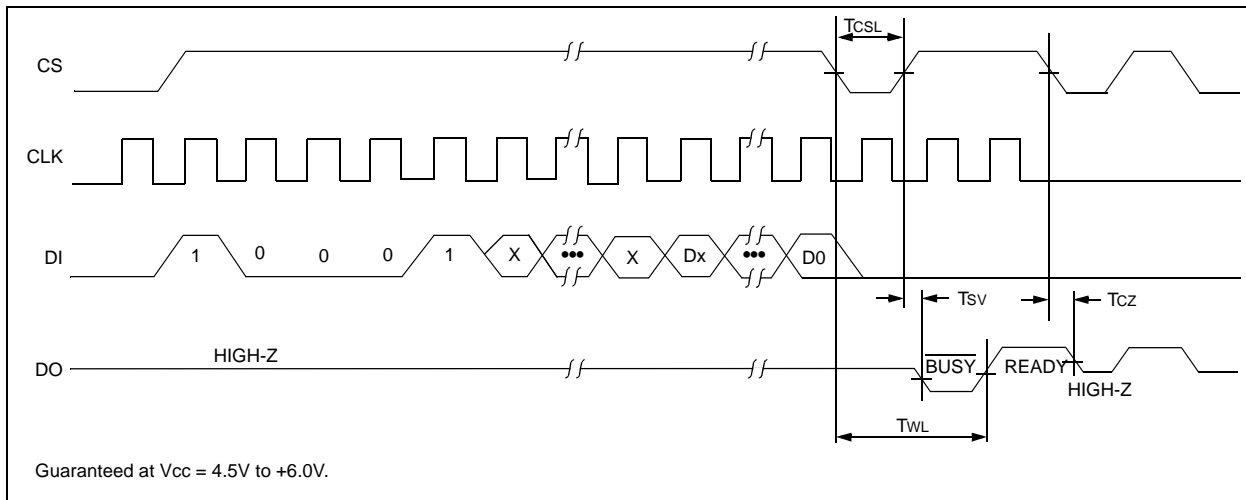 TCSL
CS
CLK
DI 1 0 0 0 1 X ••• X Dx ••• D0
TSV TCZ
HIGH-Z
DO BUSY READY
HIGH-Z
TWL
Guaranteed at Vcc = 4.5V to +6.0V.